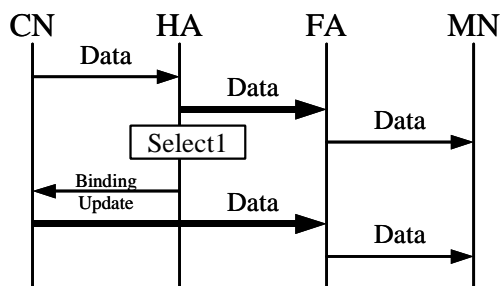 CN HA FA MN
Data
Data
Data
Select1
Binding
Update
Data
Data